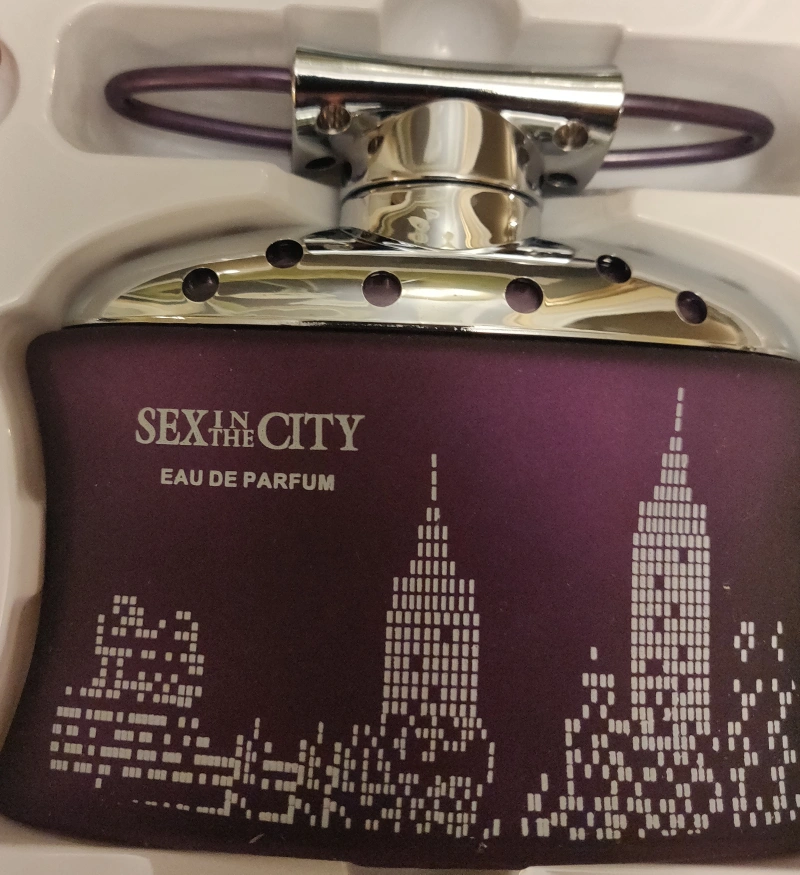 SEX IN THE CITY
EAU DE PARFUM